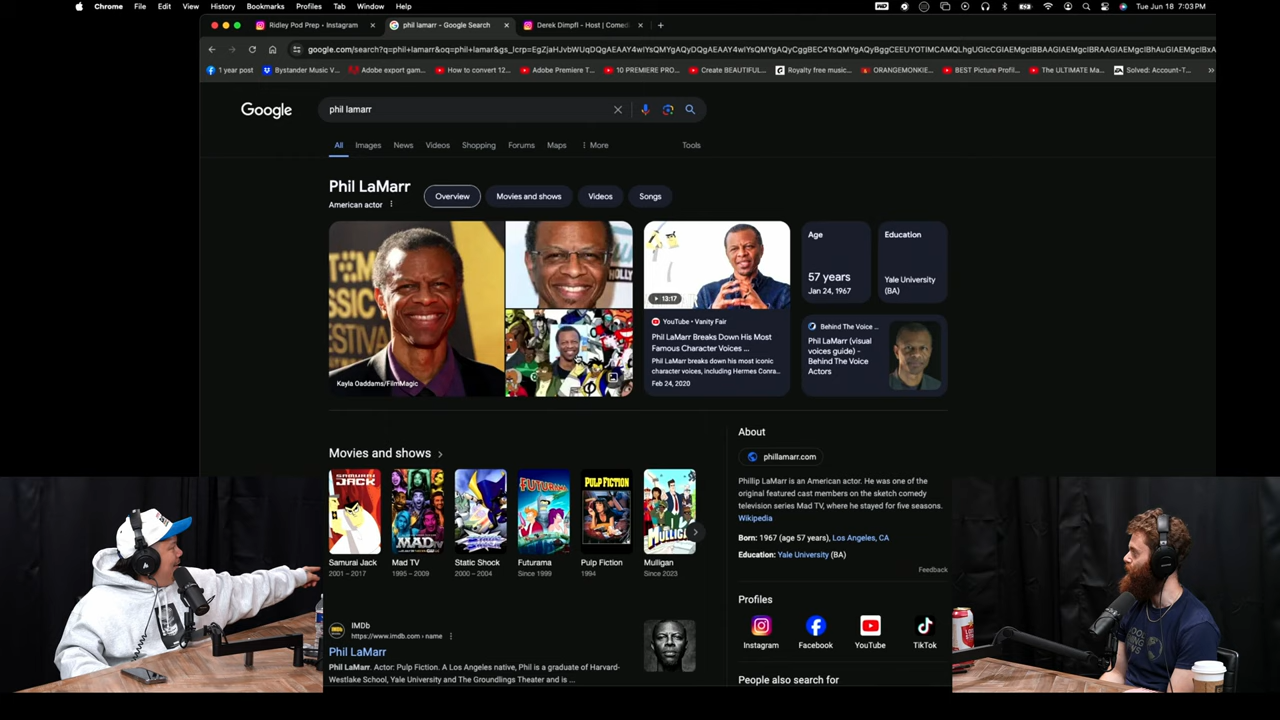 Chrome File Edit View History Bookmarks Profiles Tab Window Help
Tue Jun 18 7:03 PM
Ridley Pod Prep • Instagram
phil lamarr - Google Search
Derek Dimpfl - Host | Comed
google.com/search?q=phil+lamarr&oq=phil+lamar&gs_lcrp=
1 year post
Bystander Music V...
Adobe export gam...
How to convert 12...
Adobe Premiere T...
10 PREMIERE PRO...
Create BEAUTIFUL...
Royalty free music...
ORANGEMONKIE...
BEST Picture Profil...
The ULTIMATE Ma...
Solved: Account-T...
Google
phil lamarr
All Images News Videos Shopping Forums Maps More Tools
Phil LaMarr
American actor
Overview
Movies and shows
Videos
Songs
Kayla Oaddams/FilmMagic
13:17
YouTube • Vanity Fair
Phil LaMarr Breaks Down His Most
Famous Character Voices ...
Phil LaMarr breaks down his most iconic
character voices, including Hermes Conra...
Feb 24, 2020
Age
57 years
Jan 24, 1967
Education
Yale University
(BA)
Behind The Voice ...
Phil LaMarr (visual
voices guide) -
Behind The Voice
Actors
Movies and shows
SAMURAI JACK
MAD TV
FUTURAMA
PULP FICTION
MULLIGAN
Samurai Jack
2001 – 2017
Mad TV
1995 – 2009
Static Shock
2000 – 2004
Futurama
Since 1999
Pulp Fiction
1994
Mulligan
Since 2023
IMDb
https://www.imdb.com › name
Phil LaMarr
Phil LaMarr. Actor: Pulp Fiction. A Los Angeles native, Phil is a graduate of Harvard-
Westlake School, Yale University and The Groundlings Theater and is ...
About
phillamarr.com
Phillip LaMarr is an American actor. He was one of the
original featured cast members on the sketch comedy
television series Mad TV, where he stayed for five seasons.
Wikipedia
Born: 1967 (age 57 years), Los Angeles, CA
Education: Yale University (BA)
Feedback
Profiles
Instagram
Facebook
YouTube
TikTok
People also search for